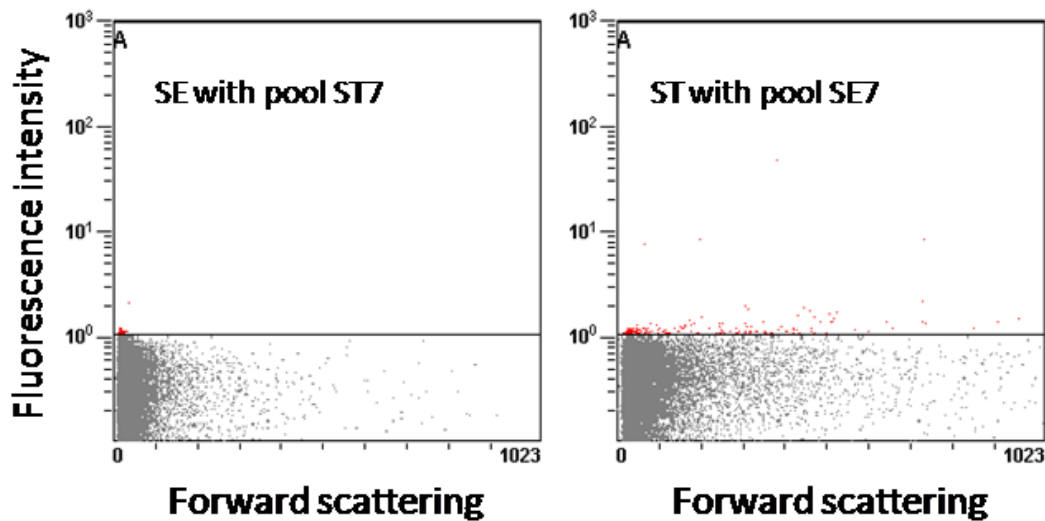 Fluorescence intensity
10³
A
SE with pool ST7
10²
10¹
10⁰
0
1023
Forward scattering
10³
A
ST with pool SE7
10²
10¹
10⁰
0
1023
Forward scattering